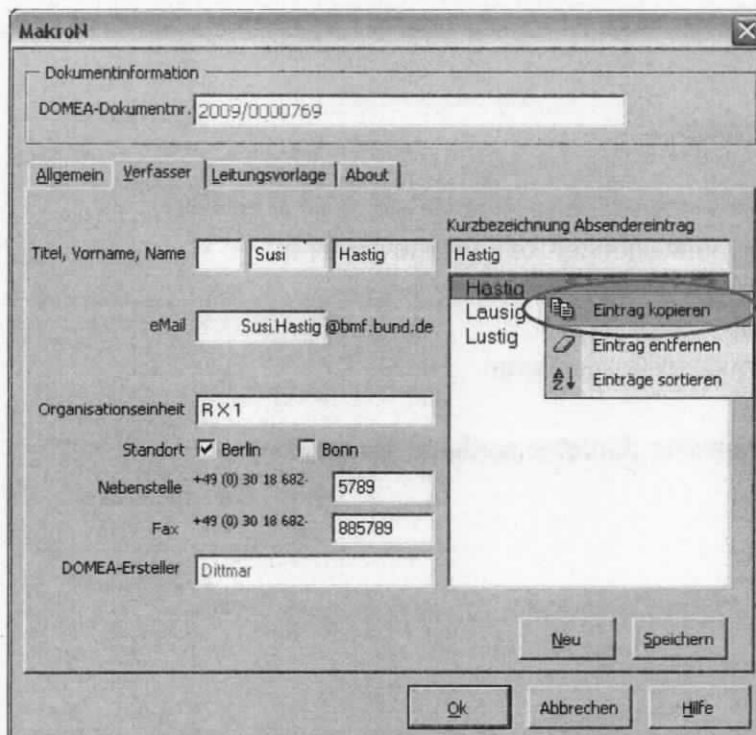 MakroN
Dokumentinformation
DOMEA-Dokumentnr. 2009/0000769
Allgemein Verfasser Leitungsvorlage About
Kurzbezeichnung Absendereintrag
Titel, Vorname, Name Susi Hastig Hastig
Hastig
Lausig Eintrag kopieren
eMail Susi.Hastig @bmf.bund.de
Lustig Eintrag entfernen
Einträge sortieren
Organisationseinheit R X 1
Standort Berlin Bonn
Nebenstelle +49 (0) 30 18 682- 5789
Fax +49 (0) 30 18 682- 885789
DOMEA-Ersteller Dittmar
Neu Speichern
Ok Abbrechen Hilfe